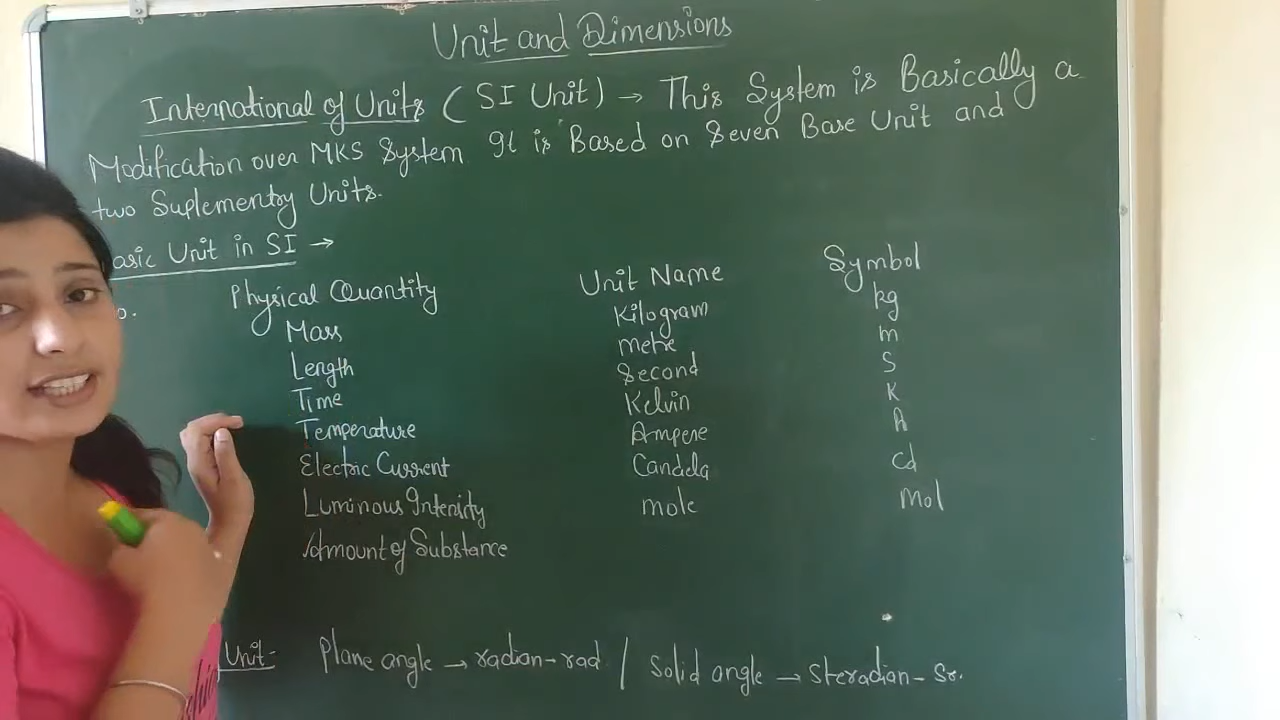 Unit and Dimensions
International of Units (SI Unit) → This System is Basically a
Modification over MKS System It is Based on Seven Base Unit and
two Suplementry Units.
asic Unit in SI →
o.
Physical Quantity Unit Name Symbol
Mass Kilogram kg
Length metre m
Time Second S
Temperature Kelvin K
Electric Current Ampere A
Luminous Intensity Candela Cd
Amount of Substance mole Mol
Unit- Plane angle → radian - rad / Solid angle → Steradian - Sr.